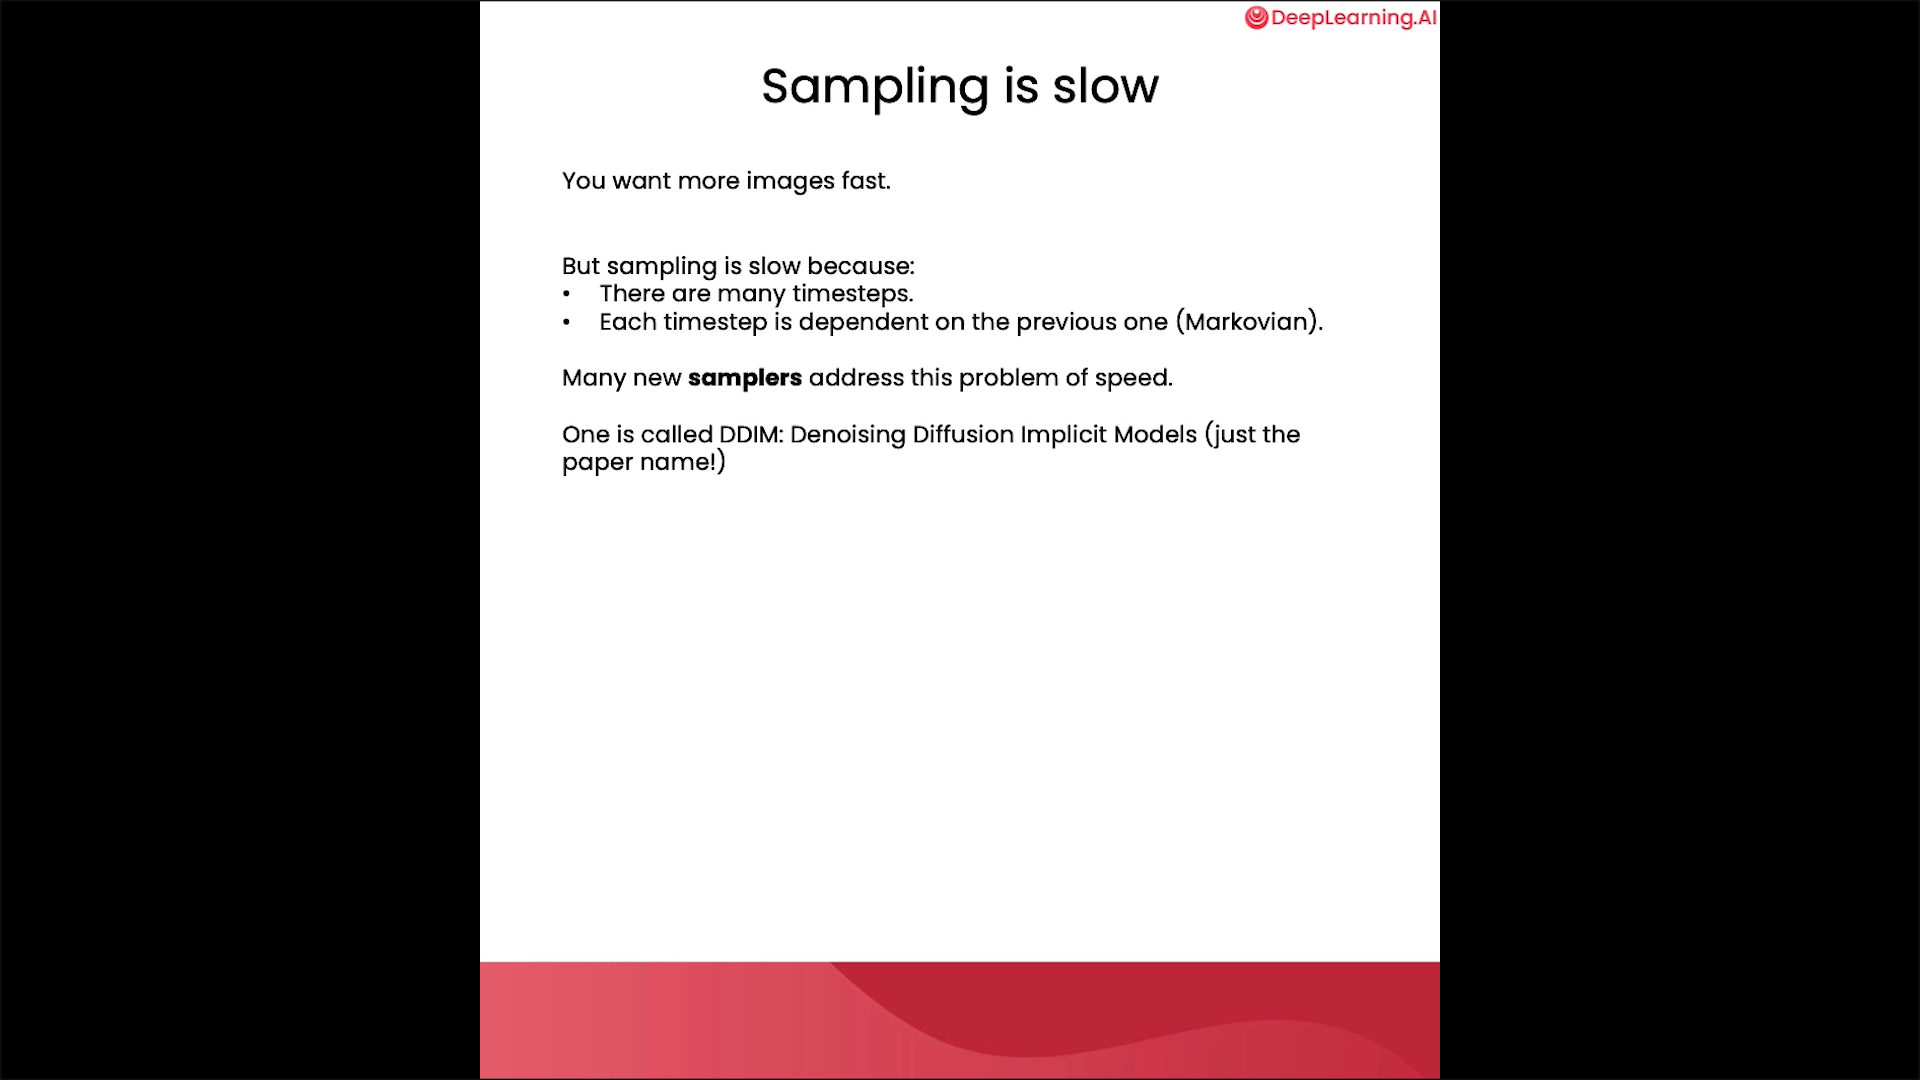 DeepLearning.AI
Sampling is slow
You want more images fast.
But sampling is slow because:
• There are many timesteps.
• Each timestep is dependent on the previous one (Markovian).
Many new samplers address this problem of speed.
One is called DDIM: Denoising Diffusion Implicit Models (just the
paper name!)